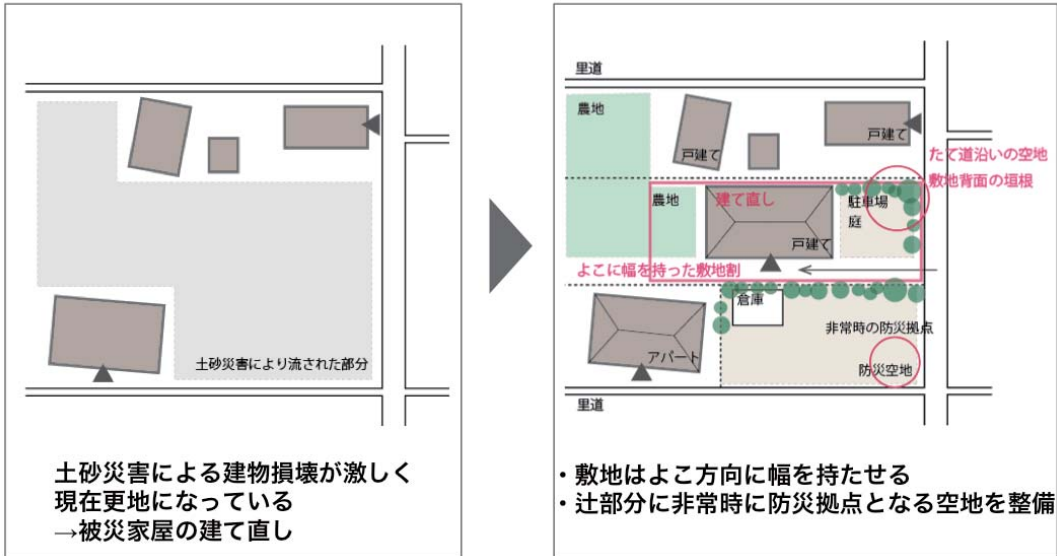 土砂災害により流された部分
土砂災害による建物損壊が激しく
現在更地になっている
→被災家屋の建て直し
里道
農地
戸建て
戸建て
たて道沿いの空地
敷地背面の垣根
農地
建て直し
駐車場
庭
戸建て
よこに幅を持った敷地割
倉庫
非常時の防災拠点
アパート
防災空地
里道
・敷地はよこ方向に幅を持たせる
・辻部分に非常時に防災拠点となる空地を整備